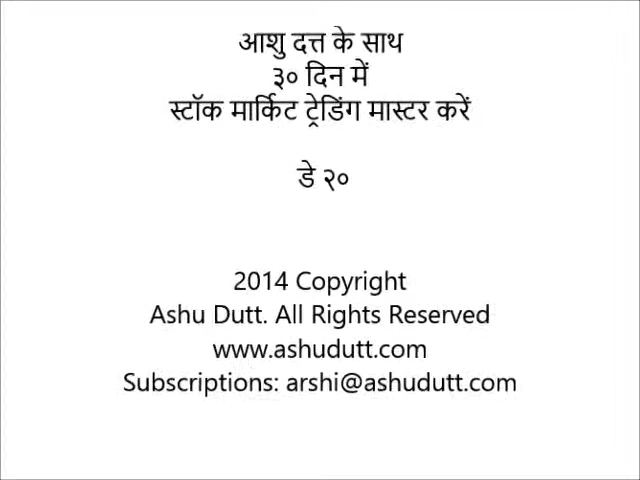 आशु दत्त के साथ
३० दिन में
स्टॉक मार्किट ट्रेडिंग मास्टर करें
डे २०
2014 Copyright
Ashu Dutt. All Rights Reserved
www.ashudutt.com
Subscriptions: arshi@ashudutt.com